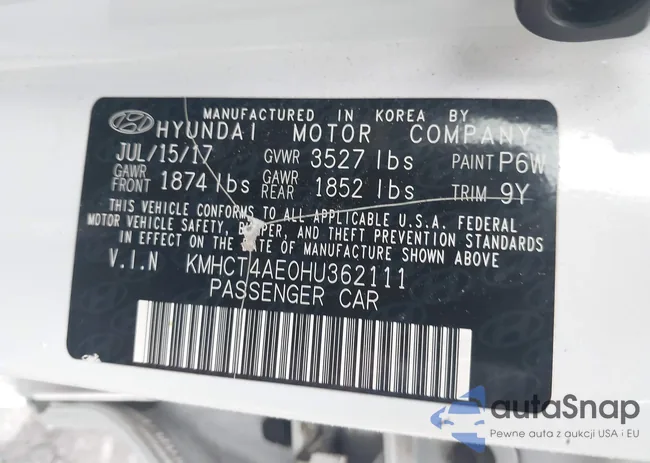 MANUFACTURED IN KOREA BY
HYUNDAI MOTOR COMPANY
JUL/15/17 GVWR 3527 lbs PAINT P6W
GAWR FRONT 1874 lbs GAWR REAR 1852 lbs TRIM 9Y
THIS VEHICLE CONFORMS TO ALL APPLICABLE U.S.A. FEDERAL
MOTOR VEHICLE SAFETY, BUMPER, AND THEFT PREVENTION STANDARDS
IN EFFECT ON THE DATE OF MANUFACTURE SHOWN ABOVE
V.I.N KMHCT4AE0HU362111
PASSENGER CAR
autaSnap
Pewne auta z aukcji USA i EU